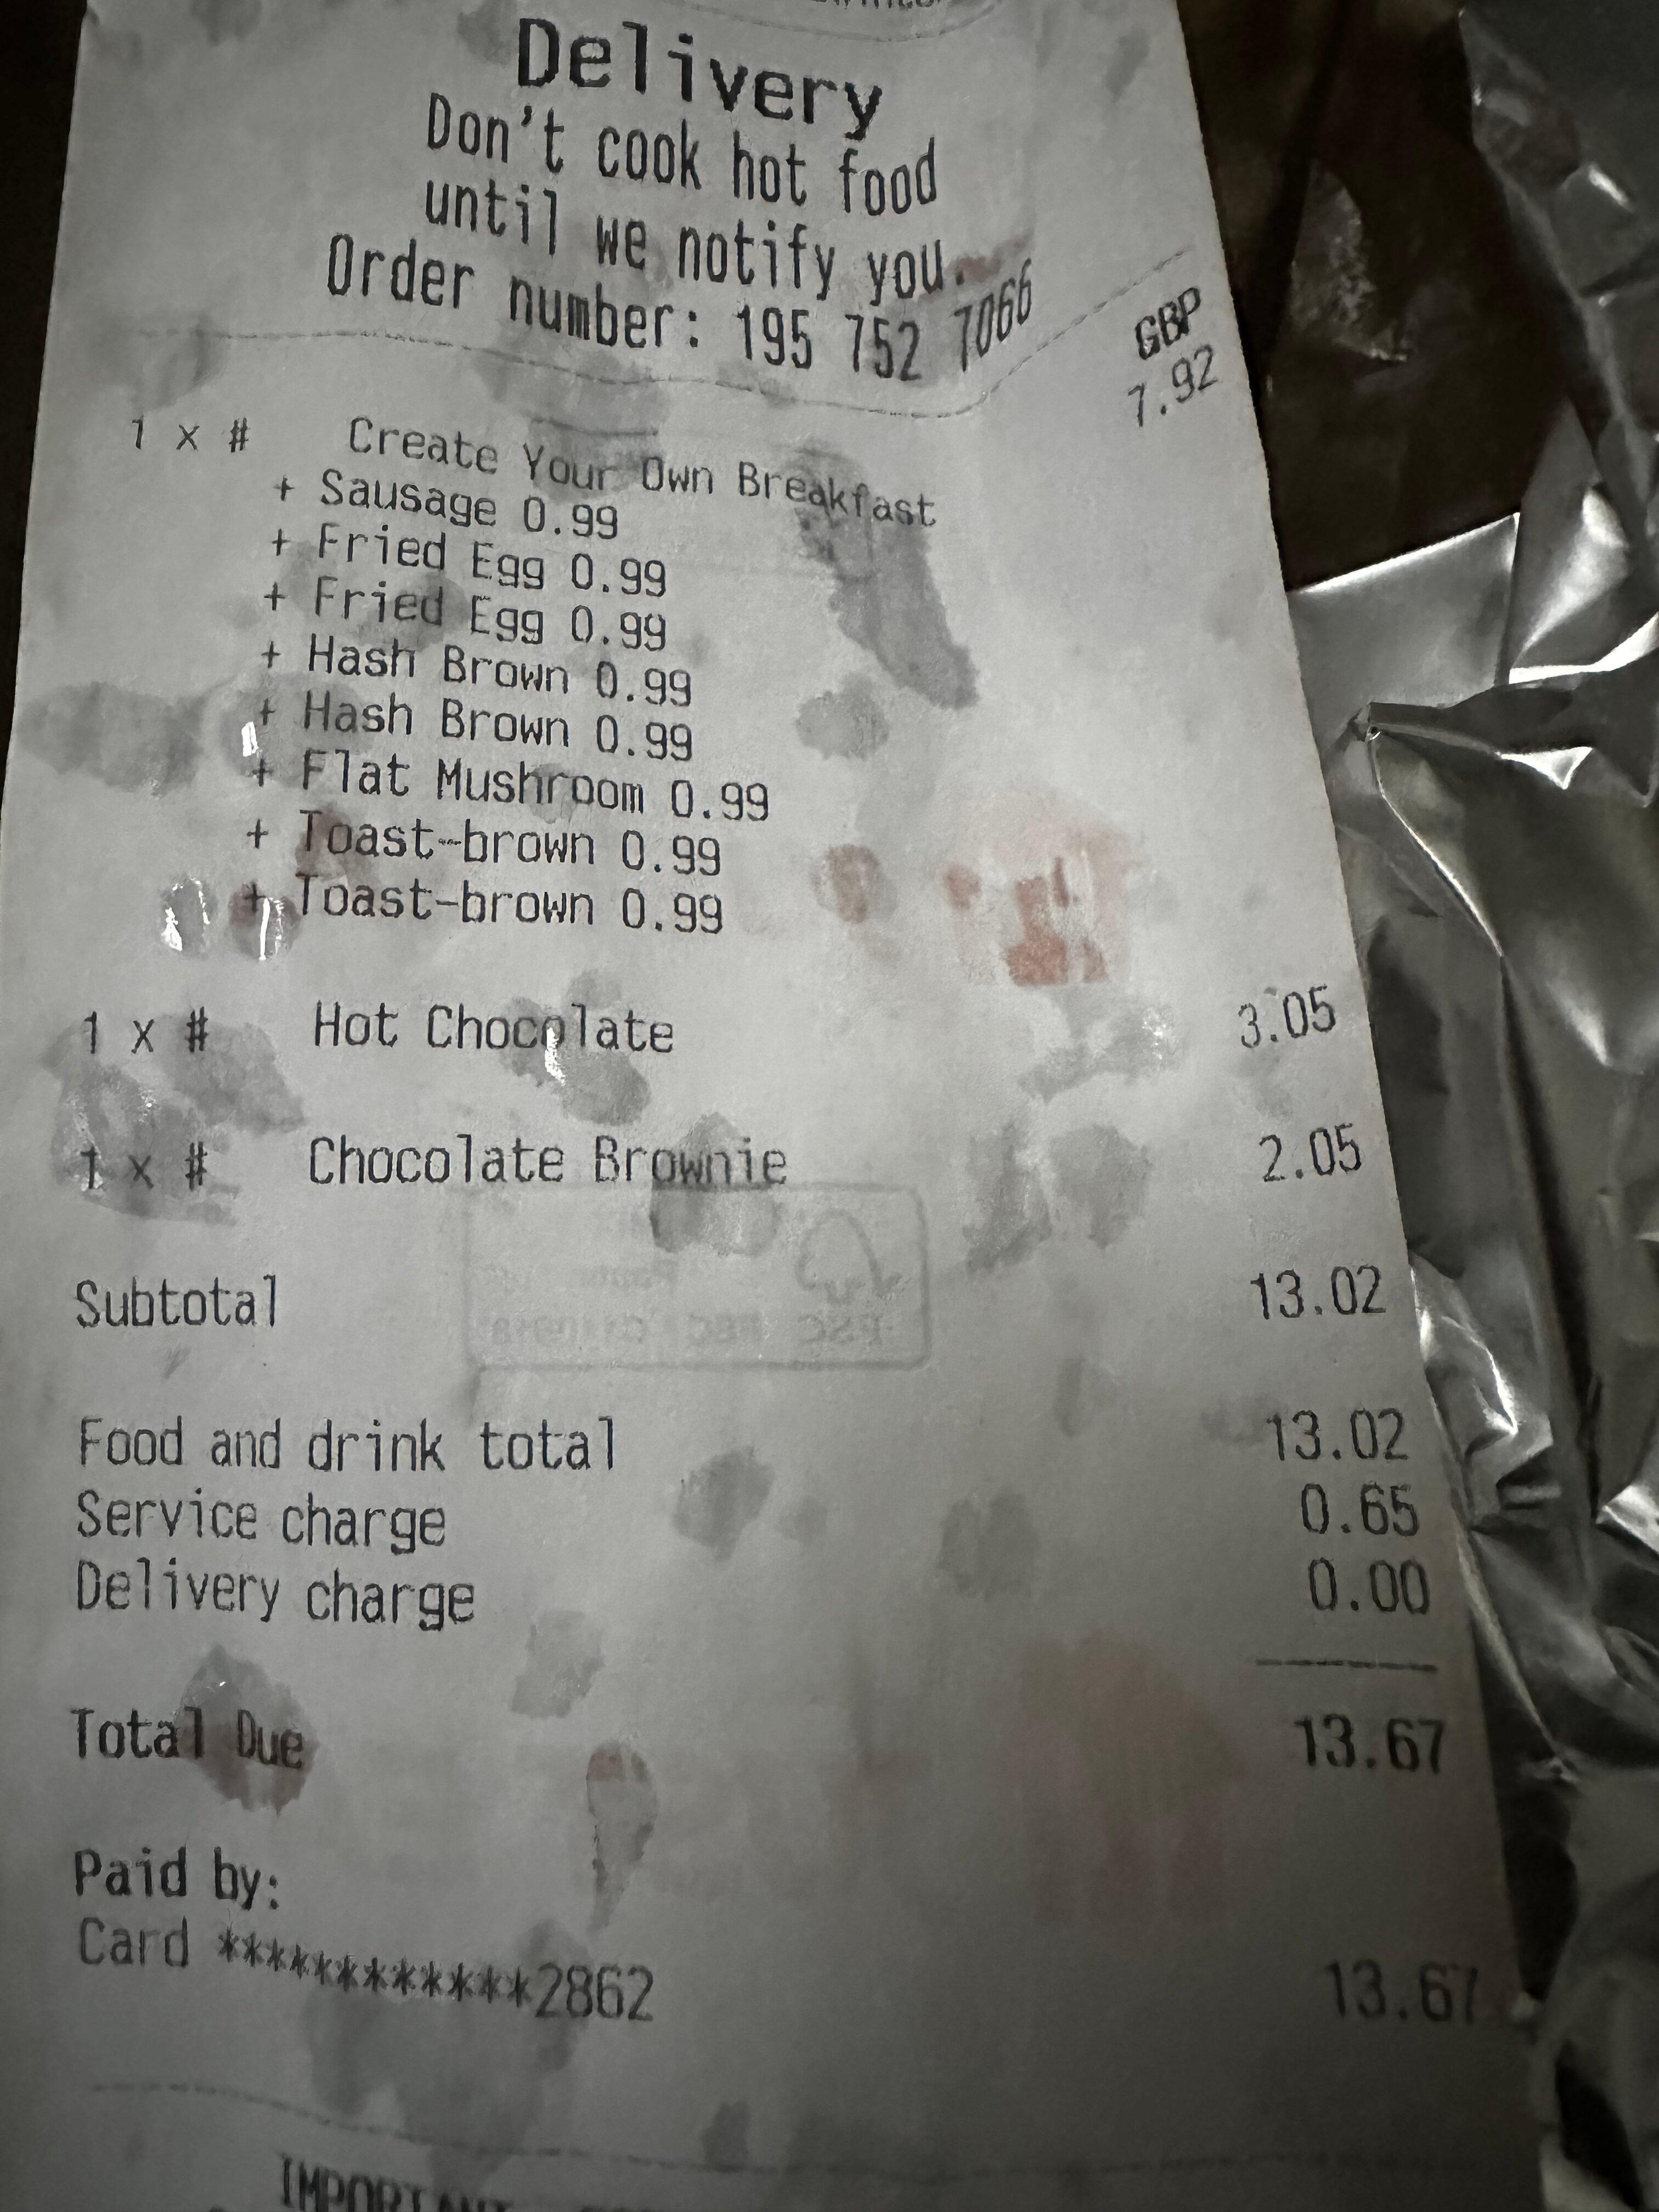 Delivery
Don't cook hot food
until we notify you.
Order number: 195 752 7066
GBP
1 x # Create Your Own Breakfast 7.92
+ Sausage 0.99
+ Fried Egg 0.99
+ Fried Egg 0.99
+ Hash Brown 0.99
+ Hash Brown 0.99
+ Flat Mushroom 0.99
+ Toast-brown 0.99
+ Toast-brown 0.99
1 x # Hot Chocolate 3.05
1 x # Chocolate Brownie 2.05
Subtotal 13.02
Food and drink total 13.02
Service charge 0.65
Delivery charge 0.00
Total Due 13.67
Paid by:
Card ************2862 13.67